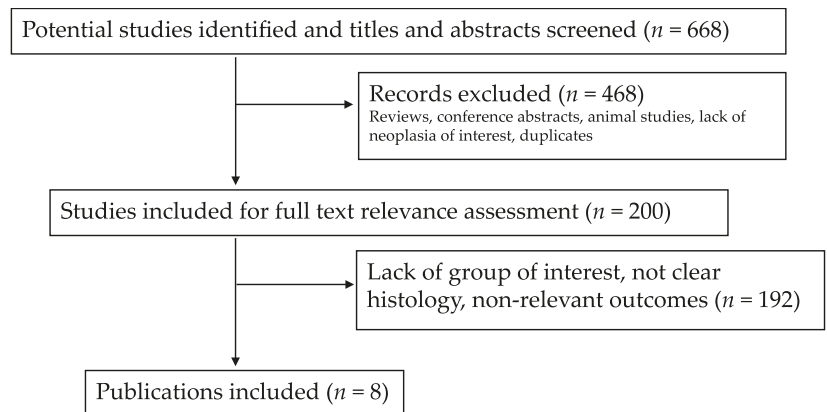 Potential studies identified and titles and abstracts screened (n = 668)
Records excluded (n = 468)
Reviews, conference abstracts, animal studies, lack of
neoplasia of interest, duplicates
Studies included for full text relevance assessment (n = 200)
Lack of group of interest, not clear
histology, non-relevant outcomes (n = 192)
Publications included (n = 8)